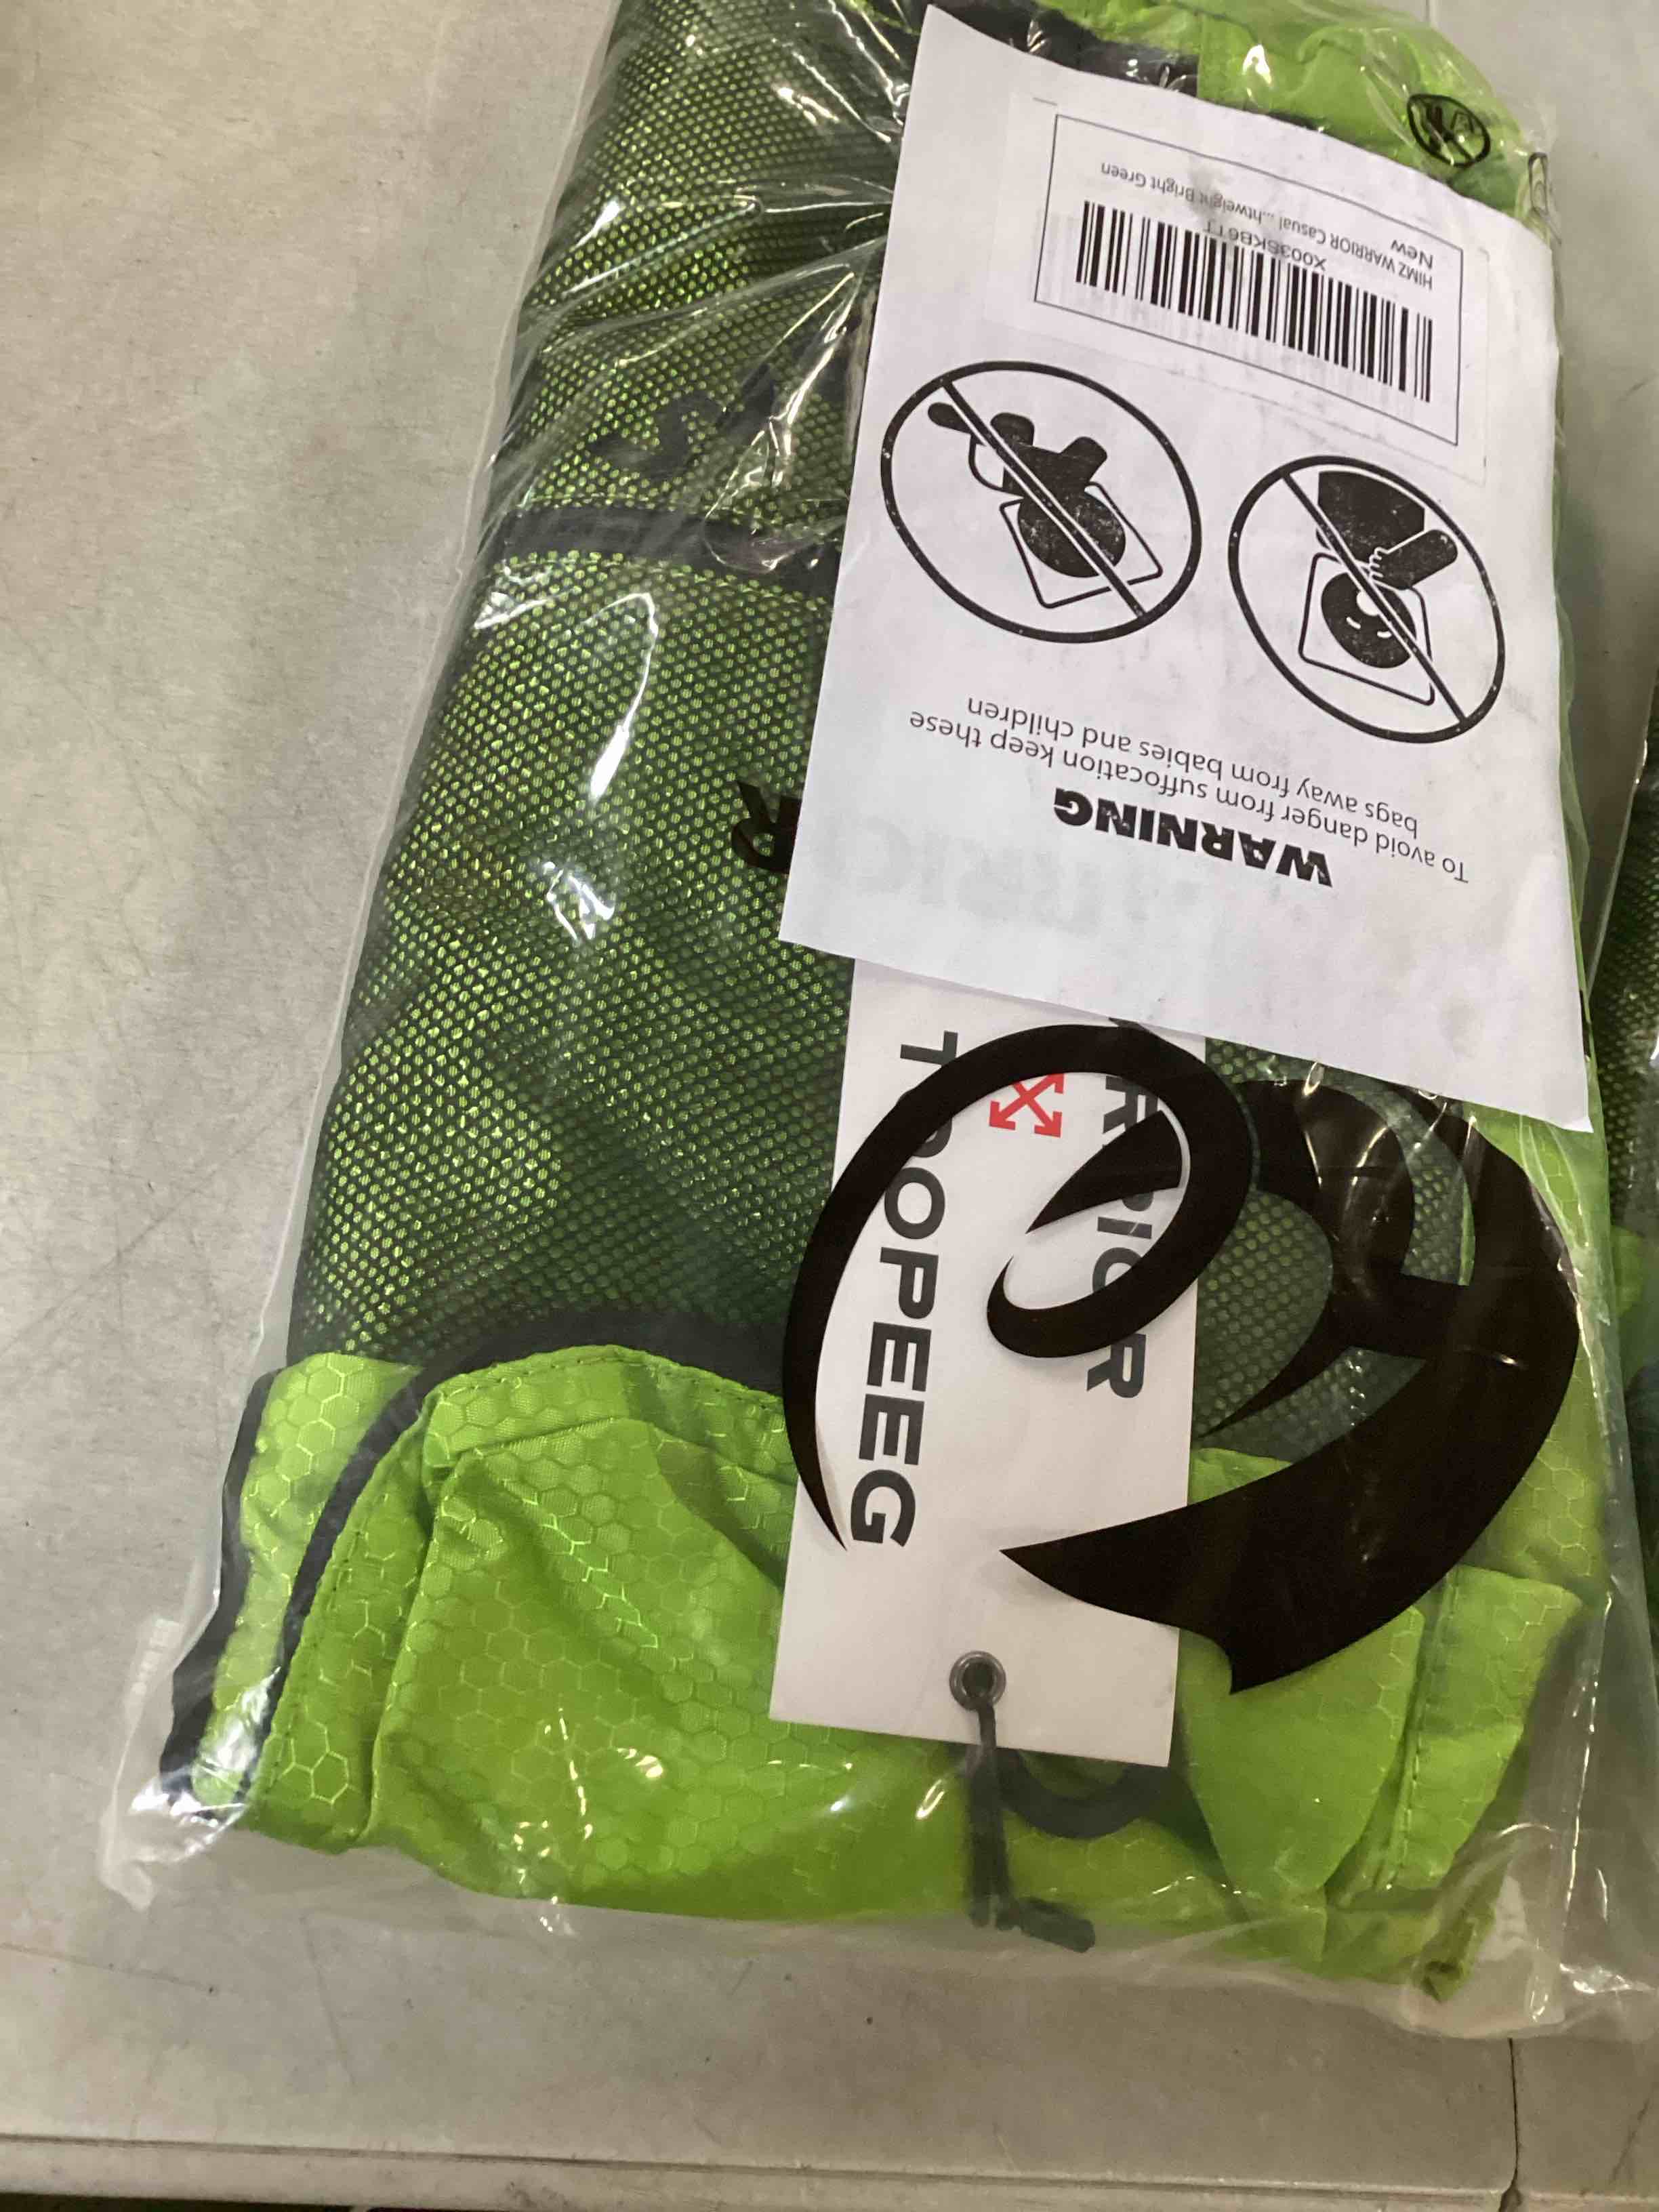 WARNING
To avoid danger from suffocation keep these
bags away from babies and children
HIMZ WARRIOR Casual ...htweight Bright Green
New
TOOPEEG
RRIOR
R